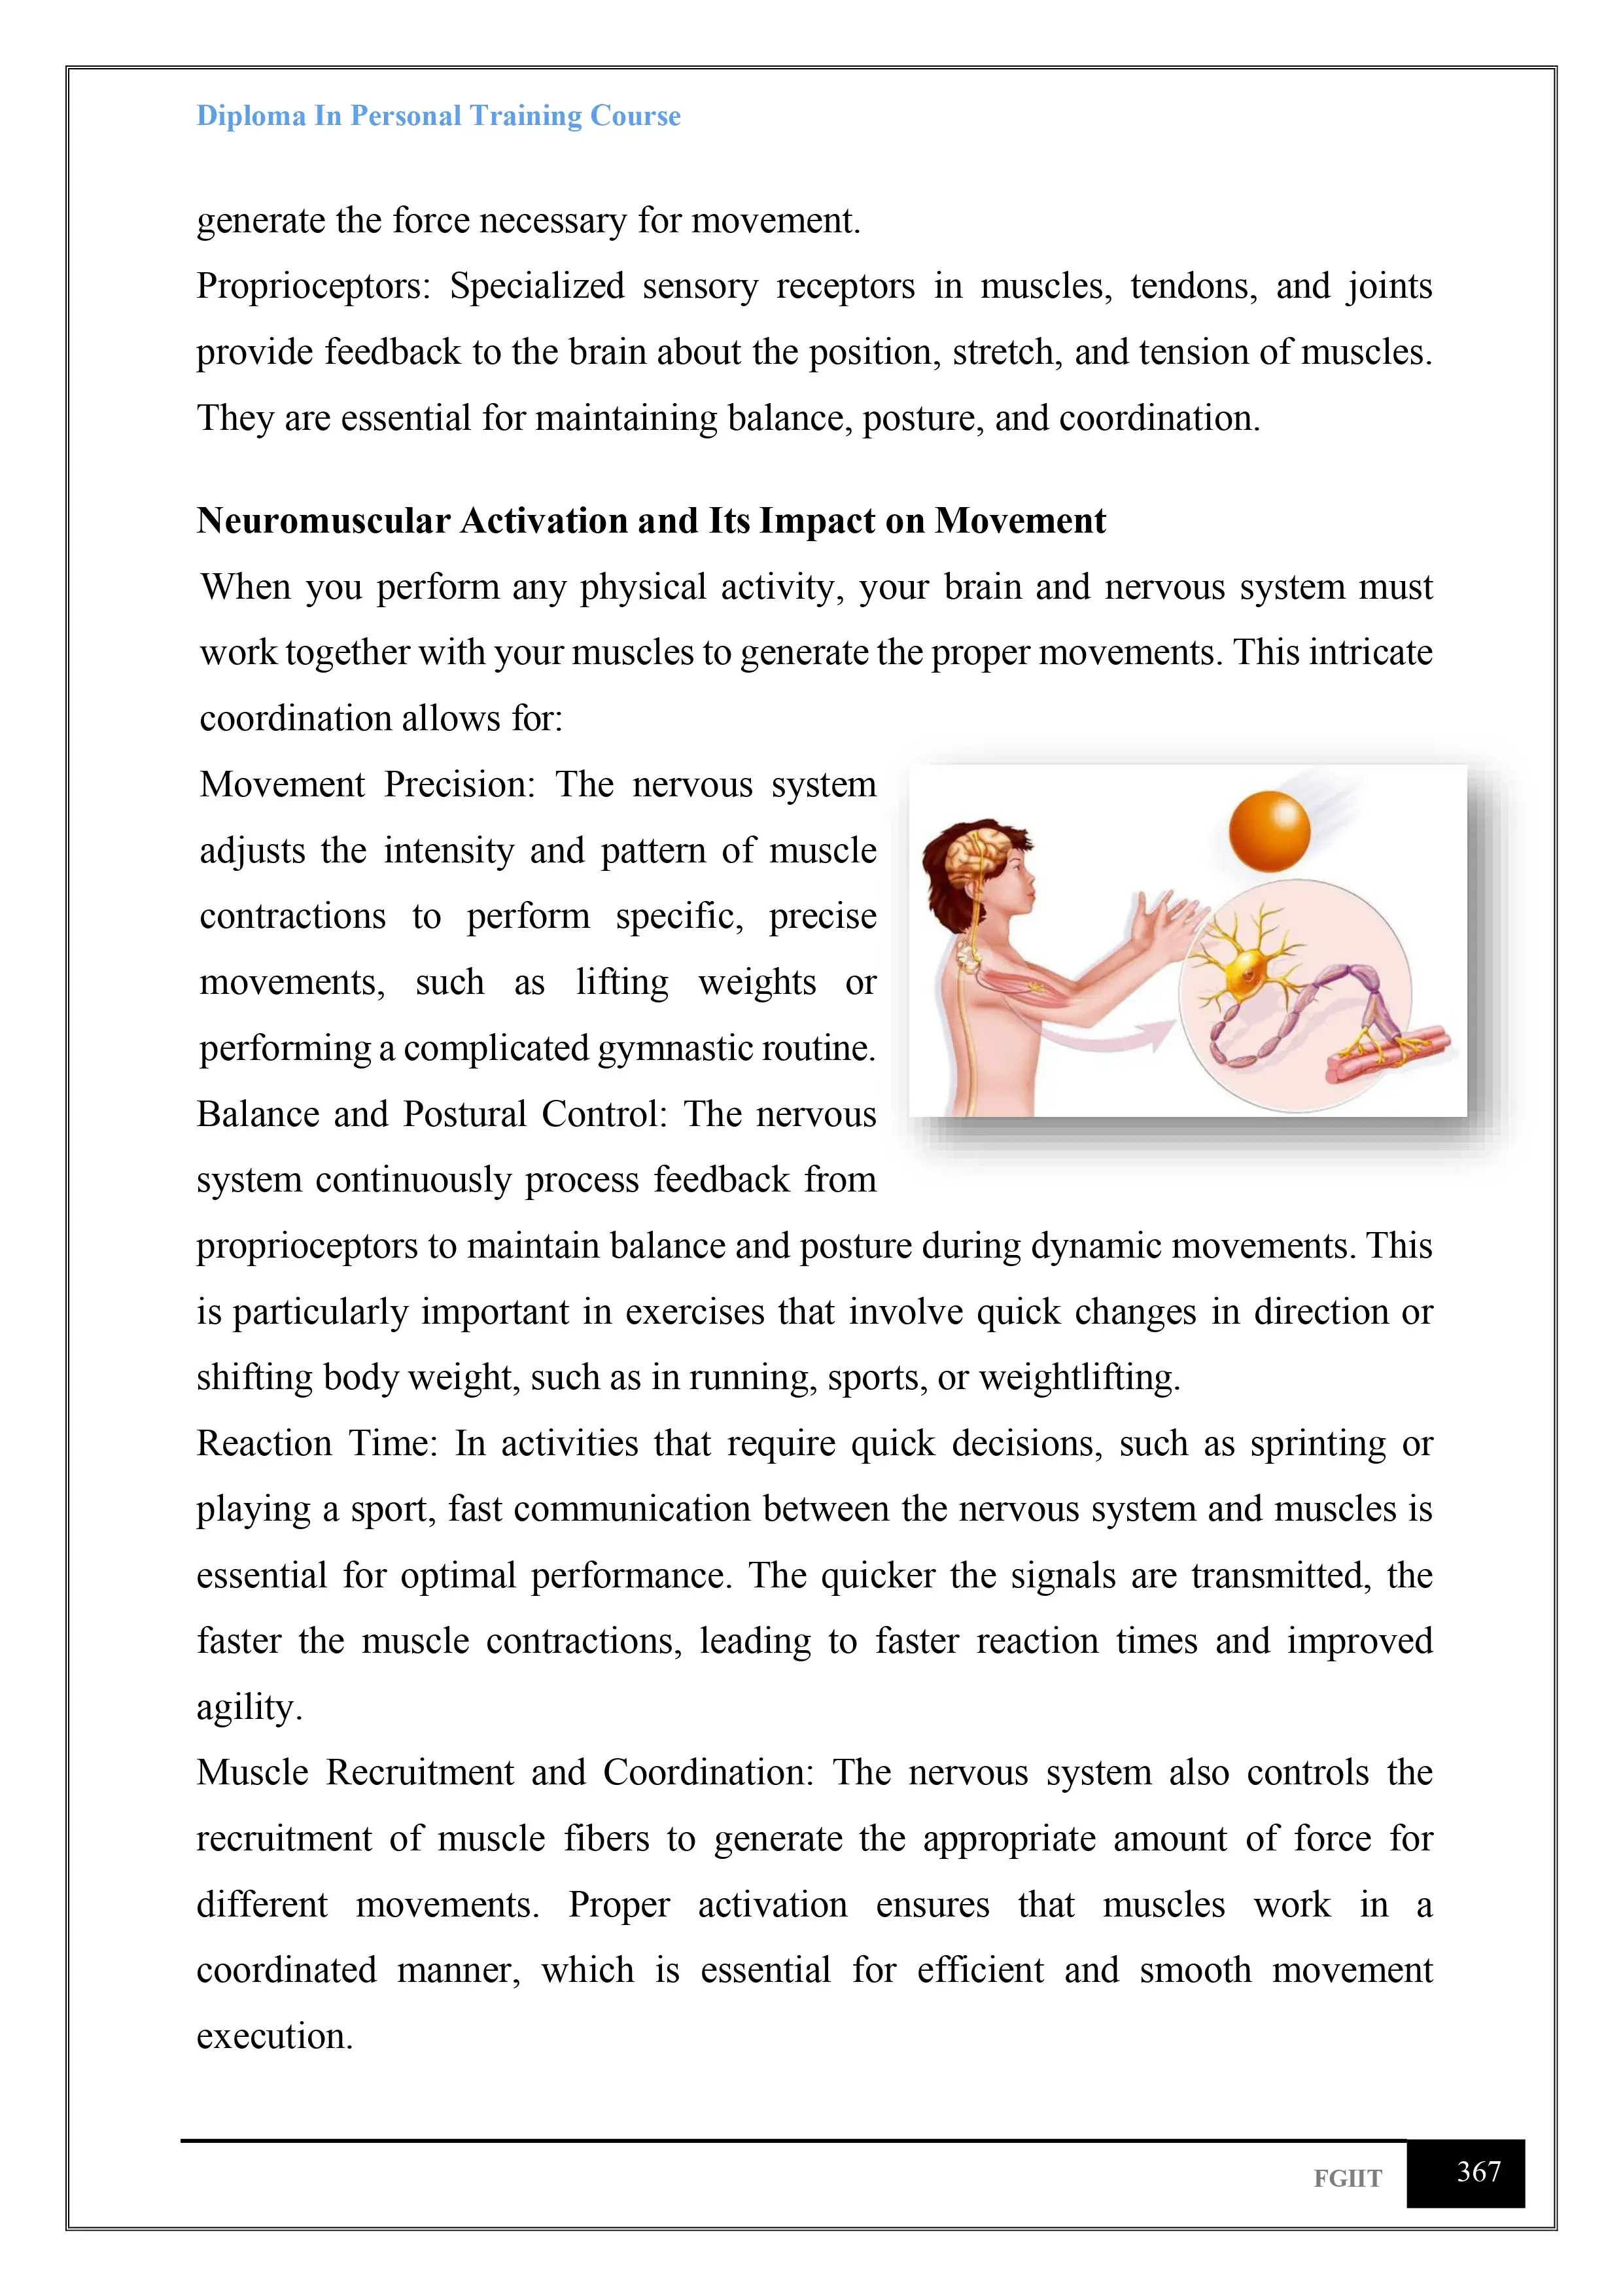 Diploma In Personal Training Course
generate the force necessary for movement.
Proprioceptors: Specialized sensory receptors in muscles, tendons, and joints
provide feedback to the brain about the position, stretch, and tension of muscles.
They are essential for maintaining balance, posture, and coordination.
Neuromuscular Activation and Its Impact on Movement
When you perform any physical activity, your brain and nervous system must
work together with your muscles to generate the proper movements. This intricate
coordination allows for:
Movement Precision: The nervous system
adjusts the intensity and pattern of muscle
contractions to perform specific, precise
movements, such as lifting weights or
performing a complicated gymnastic routine.
Balance and Postural Control: The nervous
system continuously process feedback from
proprioceptors to maintain balance and posture during dynamic movements. This
is particularly important in exercises that involve quick changes in direction or
shifting body weight, such as in running, sports, or weightlifting.
Reaction Time: In activities that require quick decisions, such as sprinting or
playing a sport, fast communication between the nervous system and muscles is
essential for optimal performance. The quicker the signals are transmitted, the
faster the muscle contractions, leading to faster reaction times and improved
agility.
Muscle Recruitment and Coordination: The nervous system also controls the
recruitment of muscle fibers to generate the appropriate amount of force for
different movements. Proper activation ensures that muscles work in a
coordinated manner, which is essential for efficient and smooth movement
execution.
FGIIT 367